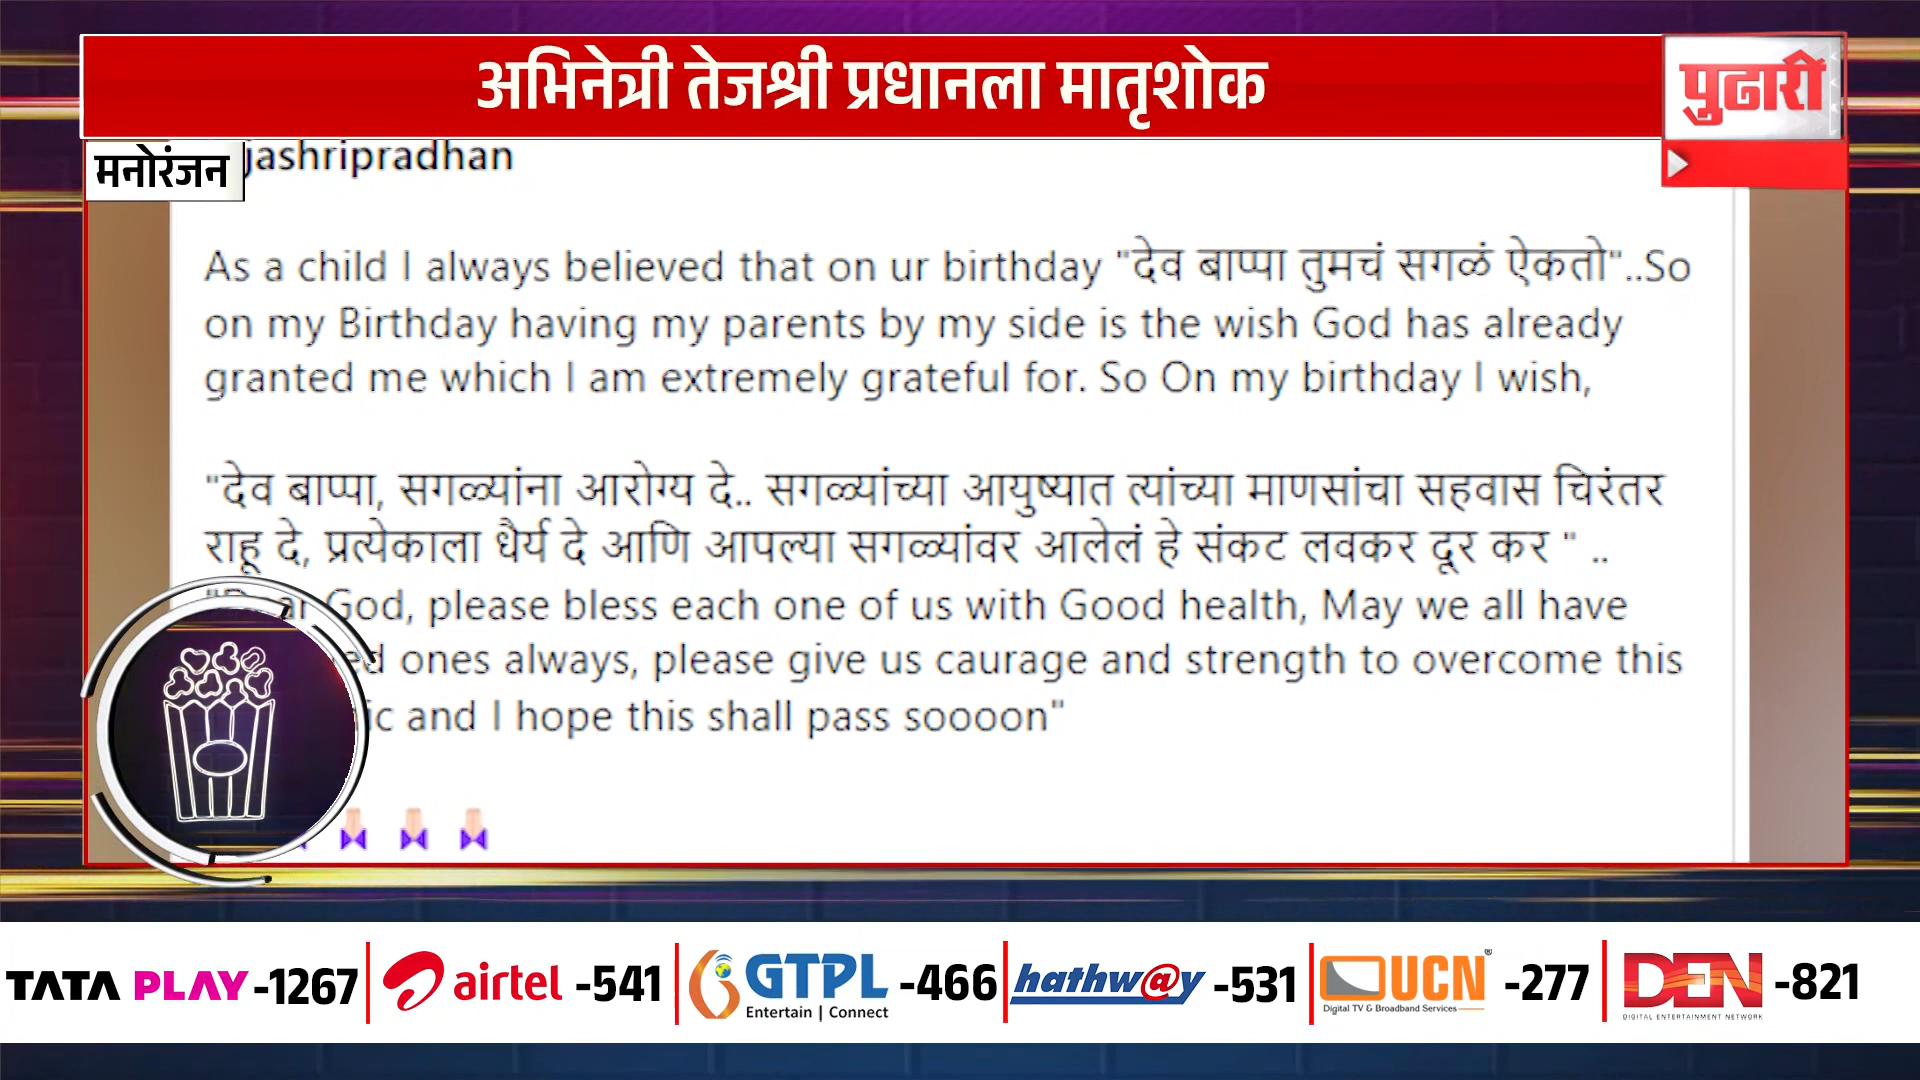 अभिनेत्री तेजश्री प्रधानला मातृशोक
पुढारी
मनोरंजन
jashripradhan
As a child I always believed that on ur birthday "देव बाप्पा तुमचं सगळं ऐकतो"..So
on my Birthday having my parents by my side is the wish God has already
granted me which I am extremely grateful for. So On my birthday I wish,
"देव बाप्पा, सगळ्यांना आरोग्य दे.. सगळ्यांच्या आयुष्यात त्यांच्या माणसांचा सहवास चिरंतर
राहू दे, प्रत्येकाला धैर्य दे आणि आपल्या सगळ्यांवर आलेलं हे संकट लवकर दूर कर " ..
God, please bless each one of us with Good health, May we all have
ones always, please give us caurage and strength to overcome this
and I hope this shall pass soooon"
TATA PLAY -1267
airtel -541
GTPL -466
Entertain | Connect
hathw@y -531
UCN -277
Digital TV & Broadband Services
DEN -821
DIGITAL ENTERTAINMENT NETWORK